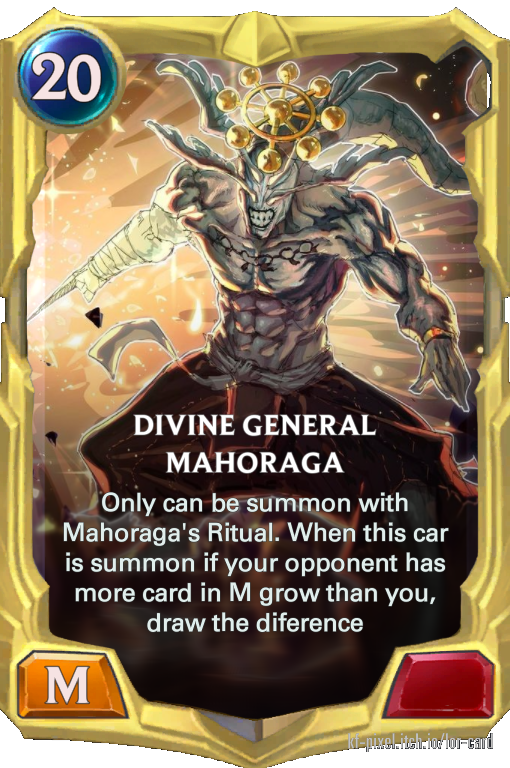 20
DIVINE GENERAL
MAHORAGA
Only can be summon with
Mahoraga's Ritual. When this car
is summon if your opponent has
more card in M grow than you,
draw the diference
M
kf-pixel.itch.io/lor-card